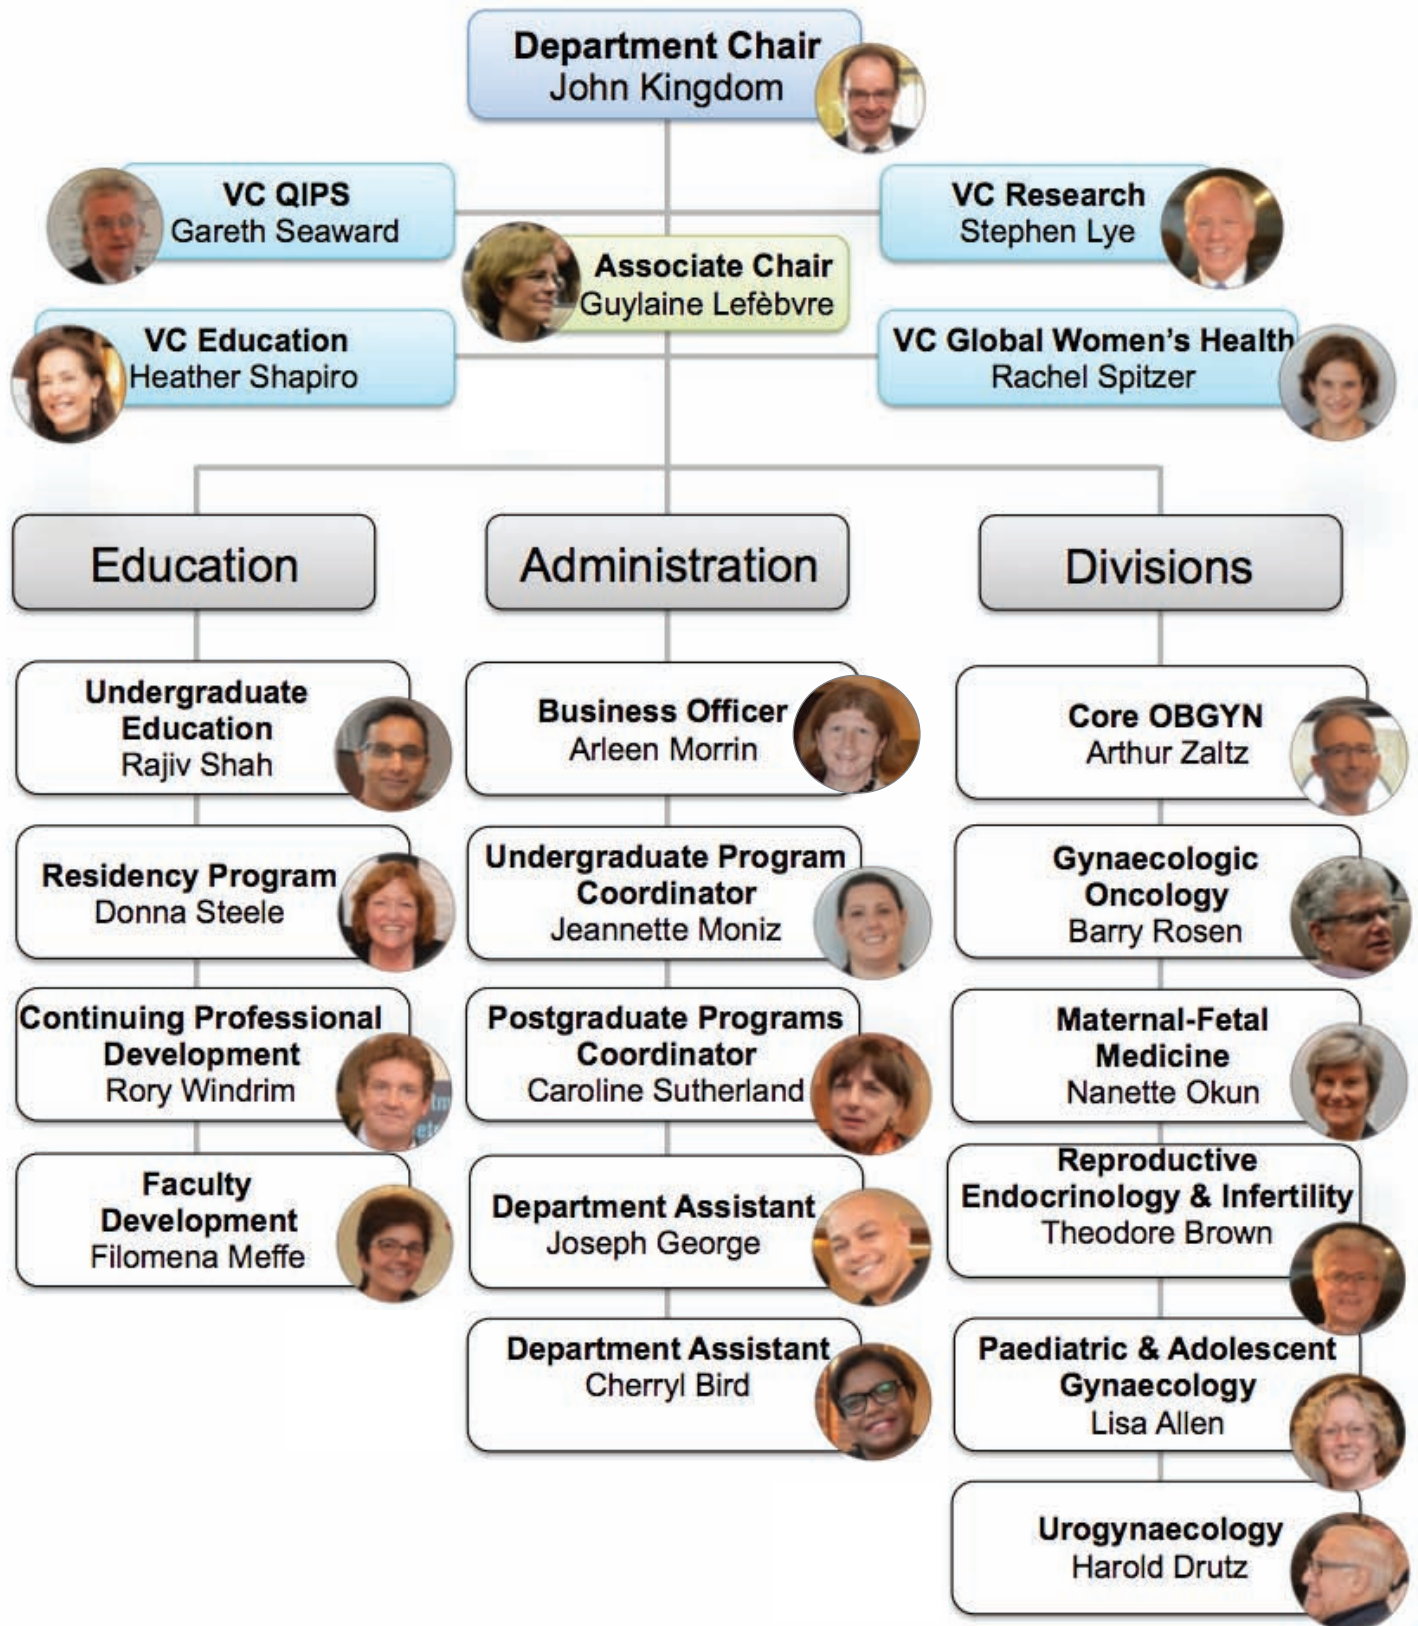 Department Chair
John Kingdom
VC QIPS
Gareth Seaward
VC Research
Stephen Lye
Associate Chair
Guylaine Lefèbvre
VC Education
Heather Shapiro
VC Global Women's Health
Rachel Spitzer
Education
Administration
Divisions
Undergraduate
Education
Rajiv Shah
Residency Program
Donna Steele
Continuing Professional
Development
Rory Windrim
Faculty
Development
Filomena Meffe
Business Officer
Arleen Morrin
Undergraduate Program
Coordinator
Jeannette Moniz
Postgraduate Programs
Coordinator
Caroline Sutherland
Department Assistant
Joseph George
Department Assistant
Cherryl Bird
Core OBGYN
Arthur Zaltz
Gynaecologic
Oncology
Barry Rosen
Maternal-Fetal
Medicine
Nanette Okun
Reproductive
Endocrinology & Infertility
Theodore Brown
Paediatric & Adolescent
Gynaecology
Lisa Allen
Urogynaecology
Harold Drutz